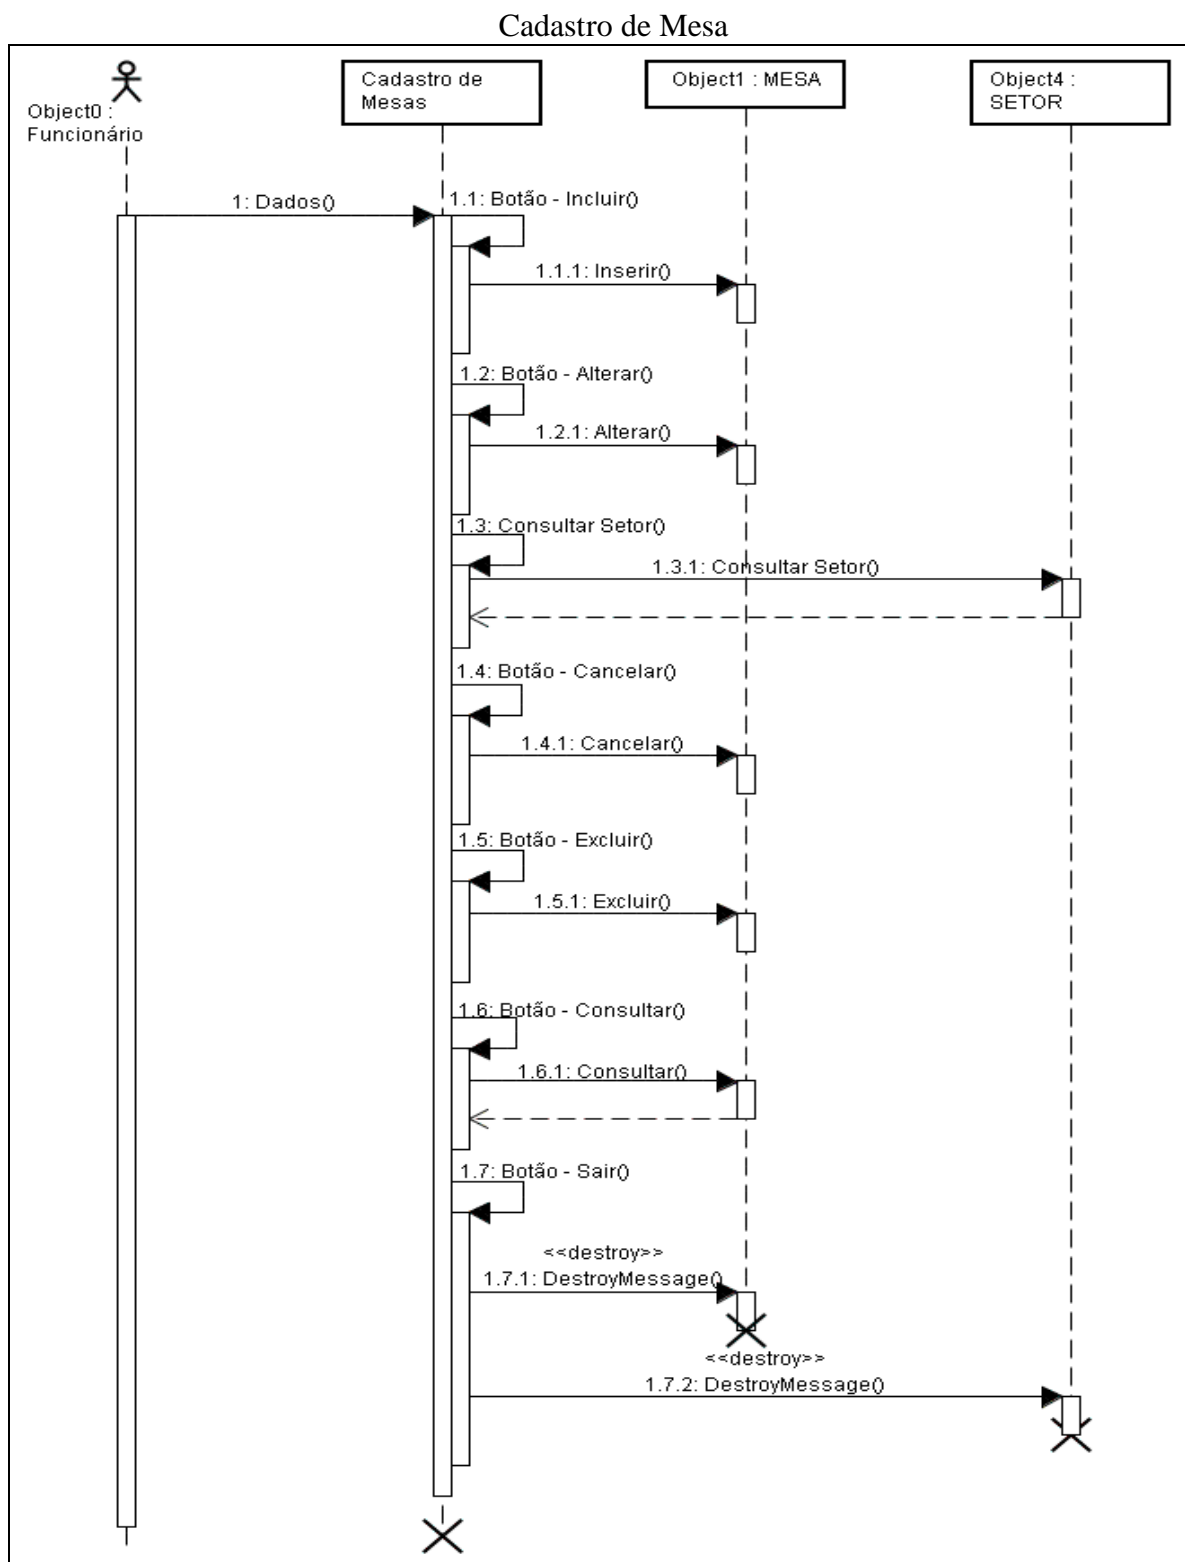 Cadastro de Mesa
Object0 :
Funcionário
Cadastro de
Mesas
Object1 : MESA
Object4 :
SETOR
1: Dados()
1.1: Botão - Incluir()
1.1.1: Inserir()
1.2: Botão - Alterar()
1.2.1: Alterar()
1.3: Consultar Setor()
1.3.1: Consultar Setor()
1.4: Botão - Cancelar()
1.4.1: Cancelar()
1.5: Botão - Excluir()
1.5.1: Excluir()
1.6: Botão - Consultar()
1.6.1: Consultar()
1.7: Botão - Sair()
<<destroy>>
1.7.1: DestroyMessage()
<<destroy>>
1.7.2: DestroyMessage()